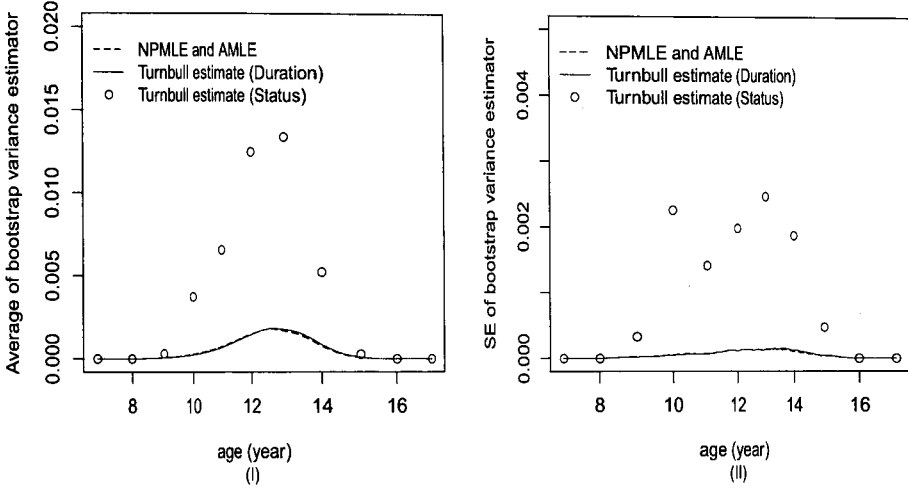 Average of bootstrap variance estimator
0.020
0.015
0.010
0.005
0.000
NPMLE and AMLE
Turnbull estimate (Duration)
Turnbull estimate (Status)
8 10 12 14 16
age (year)
(I)
SE of bootstrap variance estimator
0.004
0.002
0.000
NPMLE and AMLE
Turnbull estimate (Duration)
Turnbull estimate (Status)
8 10 12 14 16
age (year)
(II)